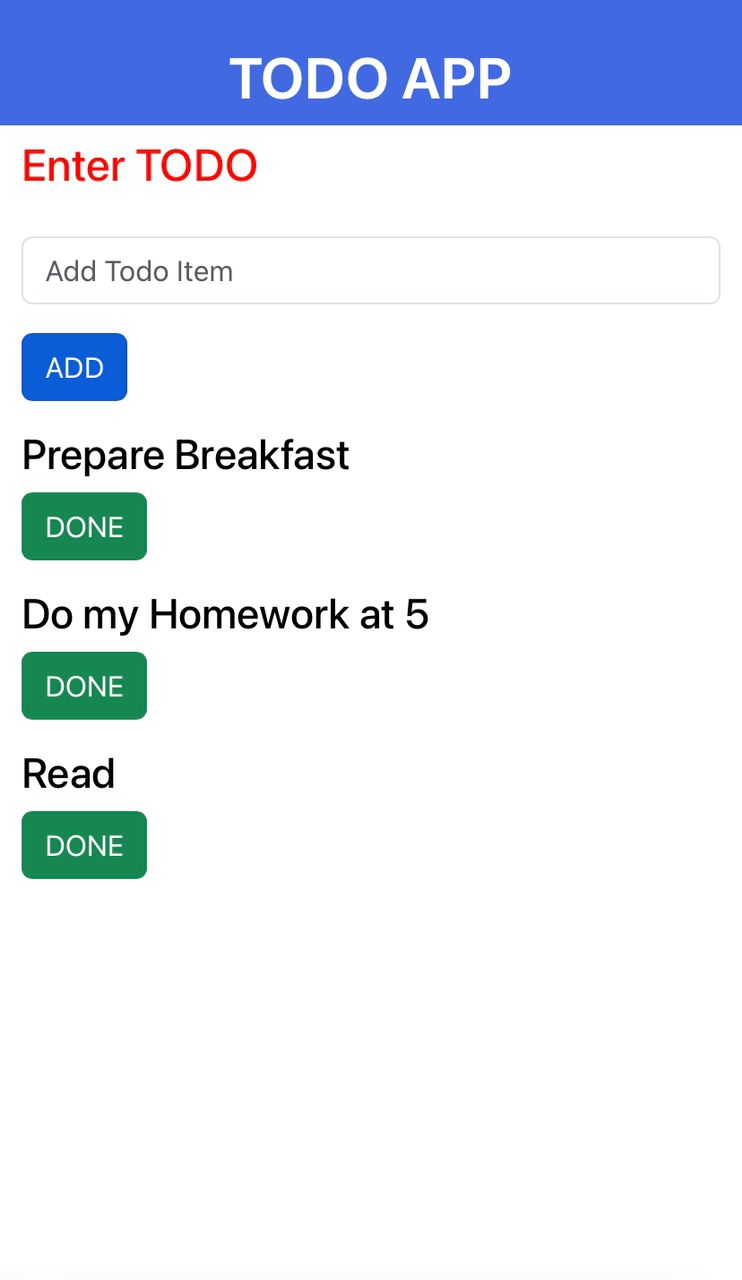 TODO APP
Enter TODO
Add Todo Item
ADD
Prepare Breakfast
DONE
Do my Homework at 5
DONE
Read
DONE